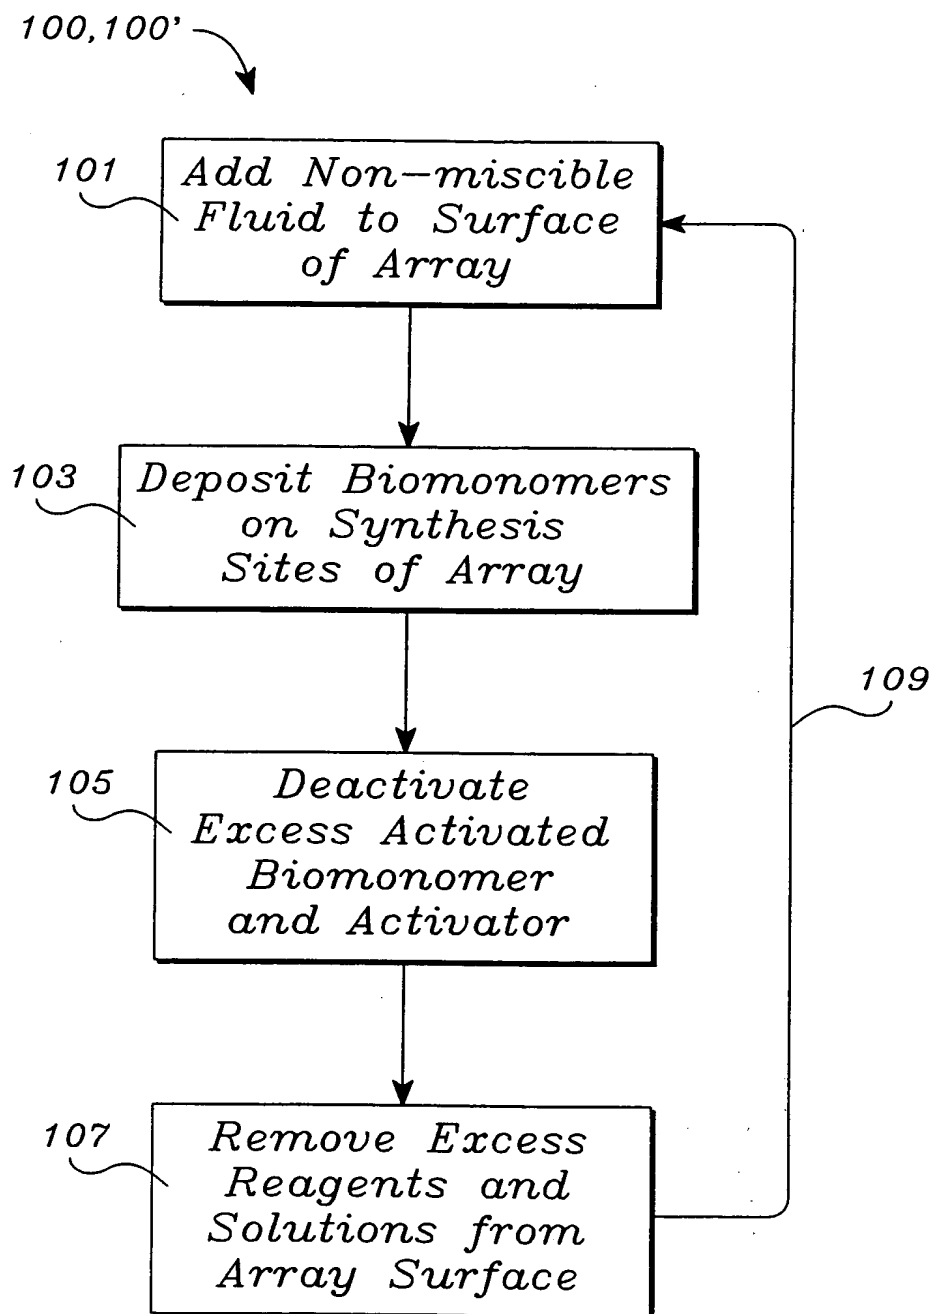 100,100'
101
Add Non-miscible
Fluid to Surface
of Array
103
Deposit Biomonomers
on Synthesis
Sites of Array
109
105
Deactivate
Excess Activated
Biomonomer
and Activator
107
Remove Excess
Reagents and
Solutions from
Array Surface